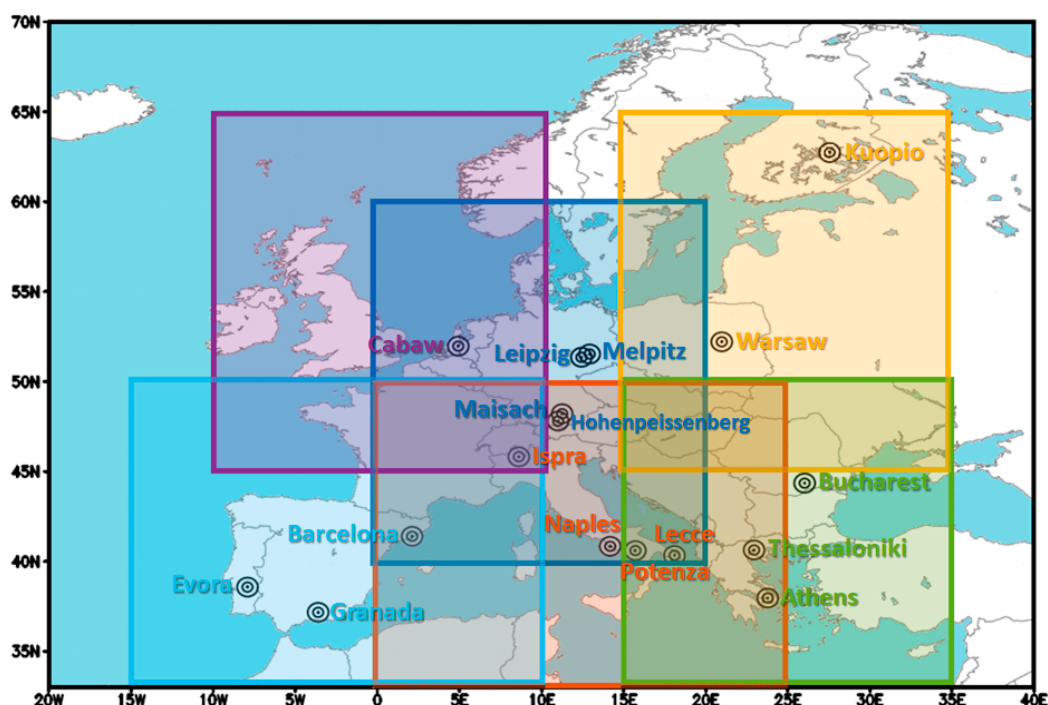 70N
65N
Kuopio
60N
55N
Cabaw
Leipzig
Melpitz
Warsaw
50N
Maisach
Hohenpeissenberg
Ispra
45N
Bucharest
Naples
Lecce
Barcelona
Thessaloniki
40N
Potenza
Evora
Granada
Athens
35N
20W 15W 10W 5W 0 5E 10E 15E 20E 25E 30E 35E 40E